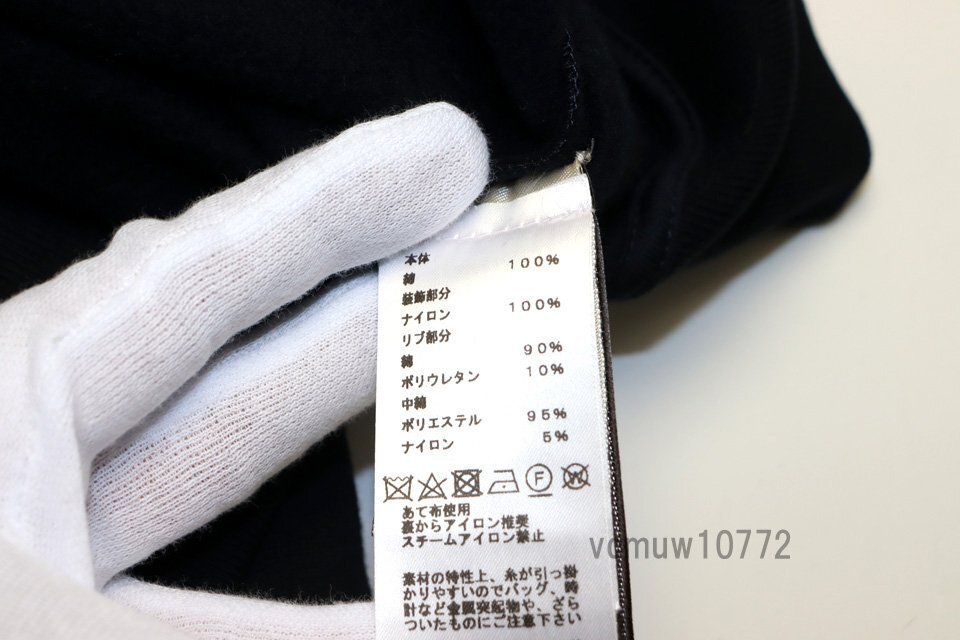 本体
綿 100%
装飾部分
ナイロン 100%
リブ部分
綿 90%
ポリウレタン 10%
中綿
ポリエステル 95%
ナイロン 5%
F W
あて布使用
裏からアイロン推奨
スチームアイロン禁止
素材の特性上、糸が引っ掛
かりやすいのでバッグ、時
計など金属突起物や、ざら
ついたものにご注意下さい
vcmuw10772